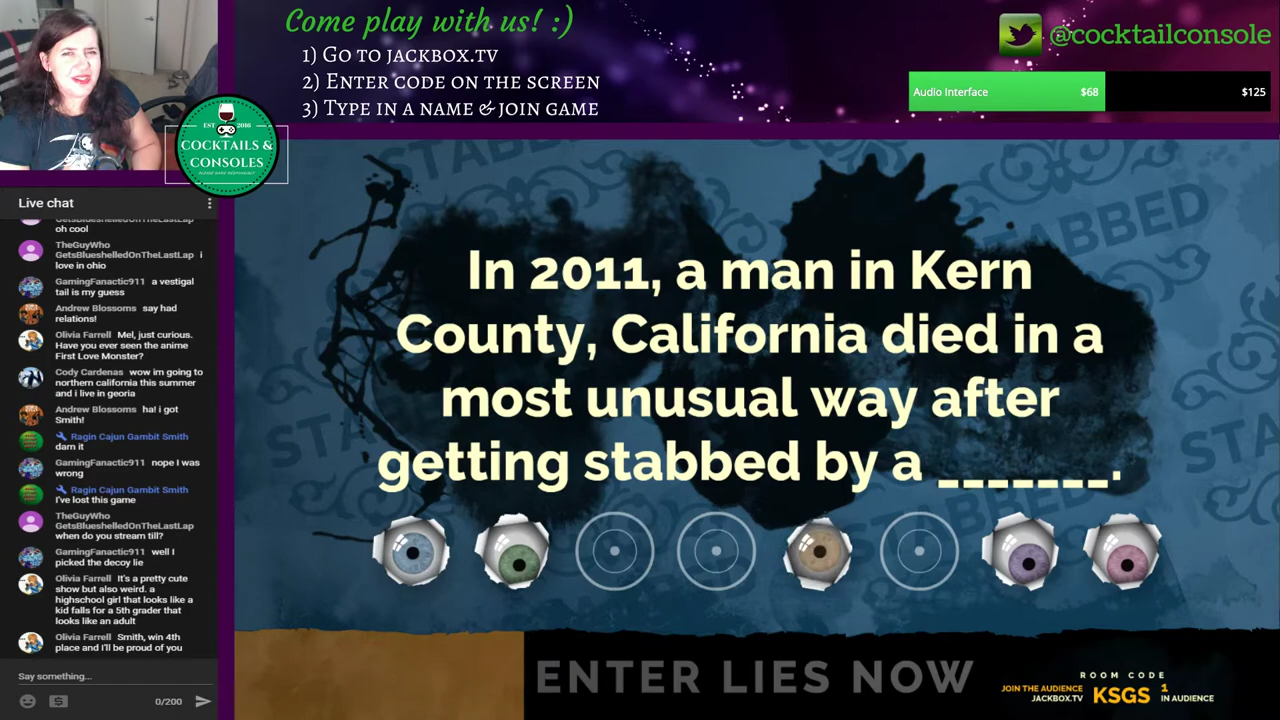 Come play with us! :)
1) Go to jackbox.tv
2) Enter code on the screen
3) Type in a name & join game
@cocktailconsole
Audio Interface $68 $125
EST 2016
COCKTAILS &
CONSOLES
Live chat
GetsBlueshelledOnTheLastLap
oh cool
TheGuyWho
GetsBlueshelledOnTheLastLap i
love in ohio
GamingFanactic911 a vestigal
tail is my guess
Andrew Blossoms say had
relations!
Olivia Farrell Mel, just curious.
Have you ever seen the anime
First Love Monster?
Cody Cardenas wow im going to
northern california this summer
and i live in georia
Andrew Blossoms ha! i got
Smith!
Ragin Cajun Gambit Smith
darn it
GamingFanactic911 nope I was
wrong
Ragin Cajun Gambit Smith
I've lost this game
TheGuyWho
GetsBlueshelledOnTheLastLap
when do you stream till?
GamingFanactic911 well I
picked the decoy lie
Olivia Farrell It's a pretty cute
show but also weird. a
highschool girl that looks like a
kid falls for a 5th grader that
looks like an adult
Olivia Farrell Smith, win 4th
place and I'll be proud of you
Say something...
0/200
STABBED
STABBED
In 2011, a man in Kern
County, California died in a
most unusual way after
getting stabbed by a _______.
ENTER LIES NOW
ROOM CODE
JOIN THE AUDIENCE
JACKBOX.TV
KSGS
1
IN AUDIENCE